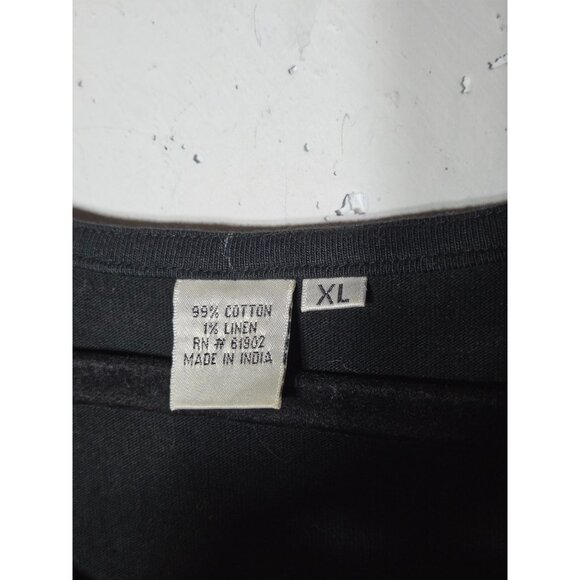 99% COTTON
1% LINEN
RN # 61902
MADE IN INDIA
XL